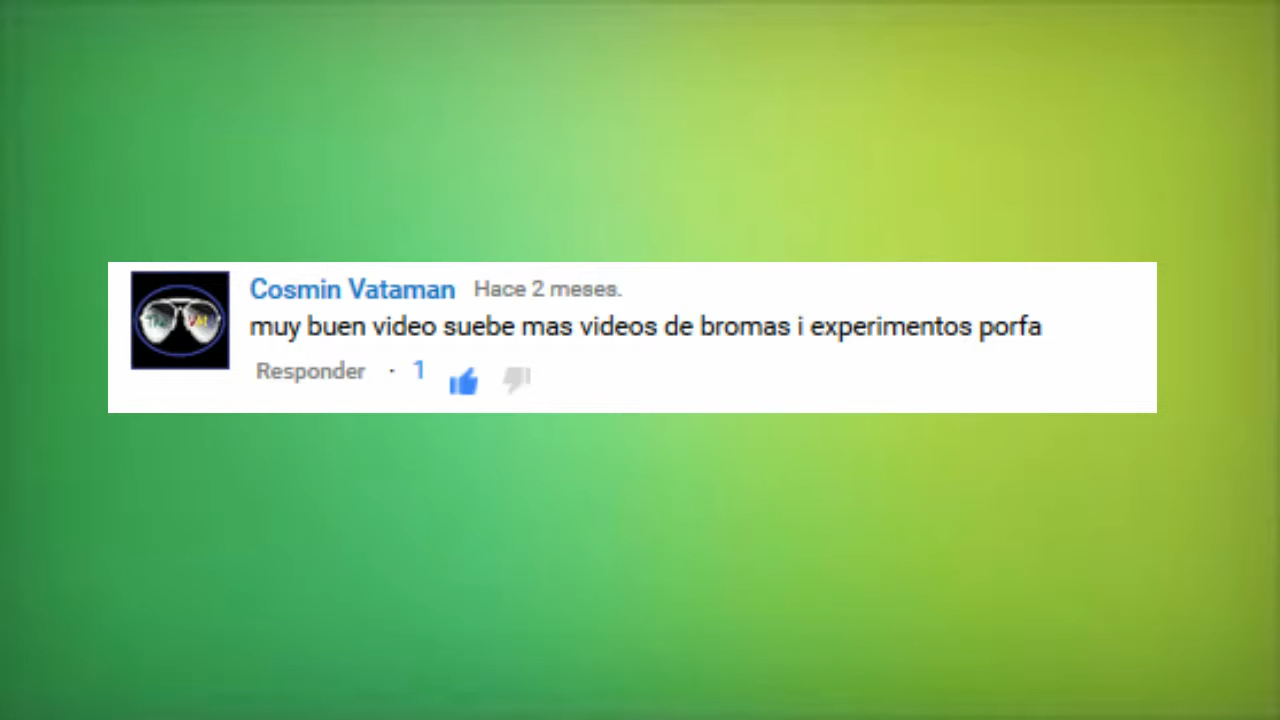 Cosmin Vataman Hace 2 meses.
muy buen video suebe mas videos de bromas i experimentos porfa
Responder · 1